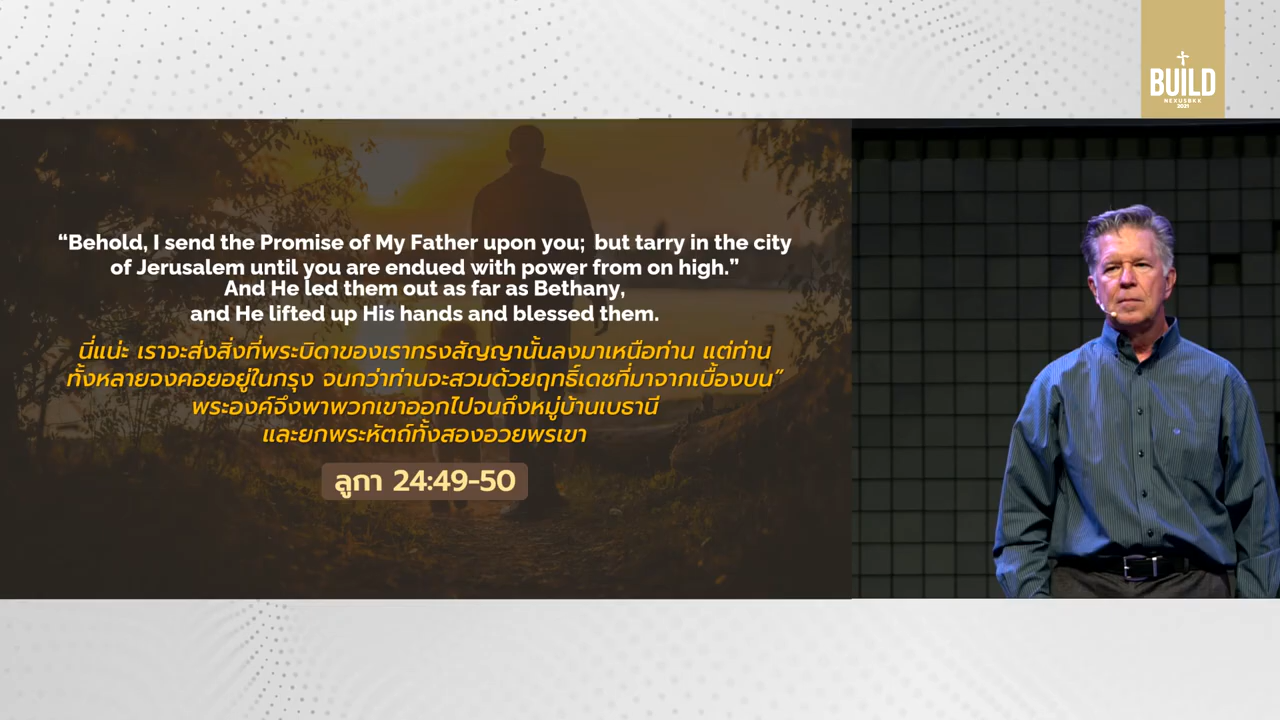 BUILD
NEXUSBKK
2021
“Behold, I send the Promise of My Father upon you; but tarry in the city
of Jerusalem until you are endued with power from on high.”
And He led them out as far as Bethany,
and He lifted up His hands and blessed them.
นี่แน่ะ เราจะส่งสิ่งที่พระบิดาของเราทรงสัญญานั้นลงมาเหนือท่าน แต่ท่าน
ทั้งหลายจงคอยอยู่ในกรุง จนกว่าท่านจะสวมด้วยฤทธิ์เดชที่มาจากเบื้องบน”
พระองค์จึงพาพวกเขาออกไปจนถึงหมู่บ้านเบธานี
และยกพระหัตถ์ทั้งสองอวยพรเขา
ลูกา 24:49-50